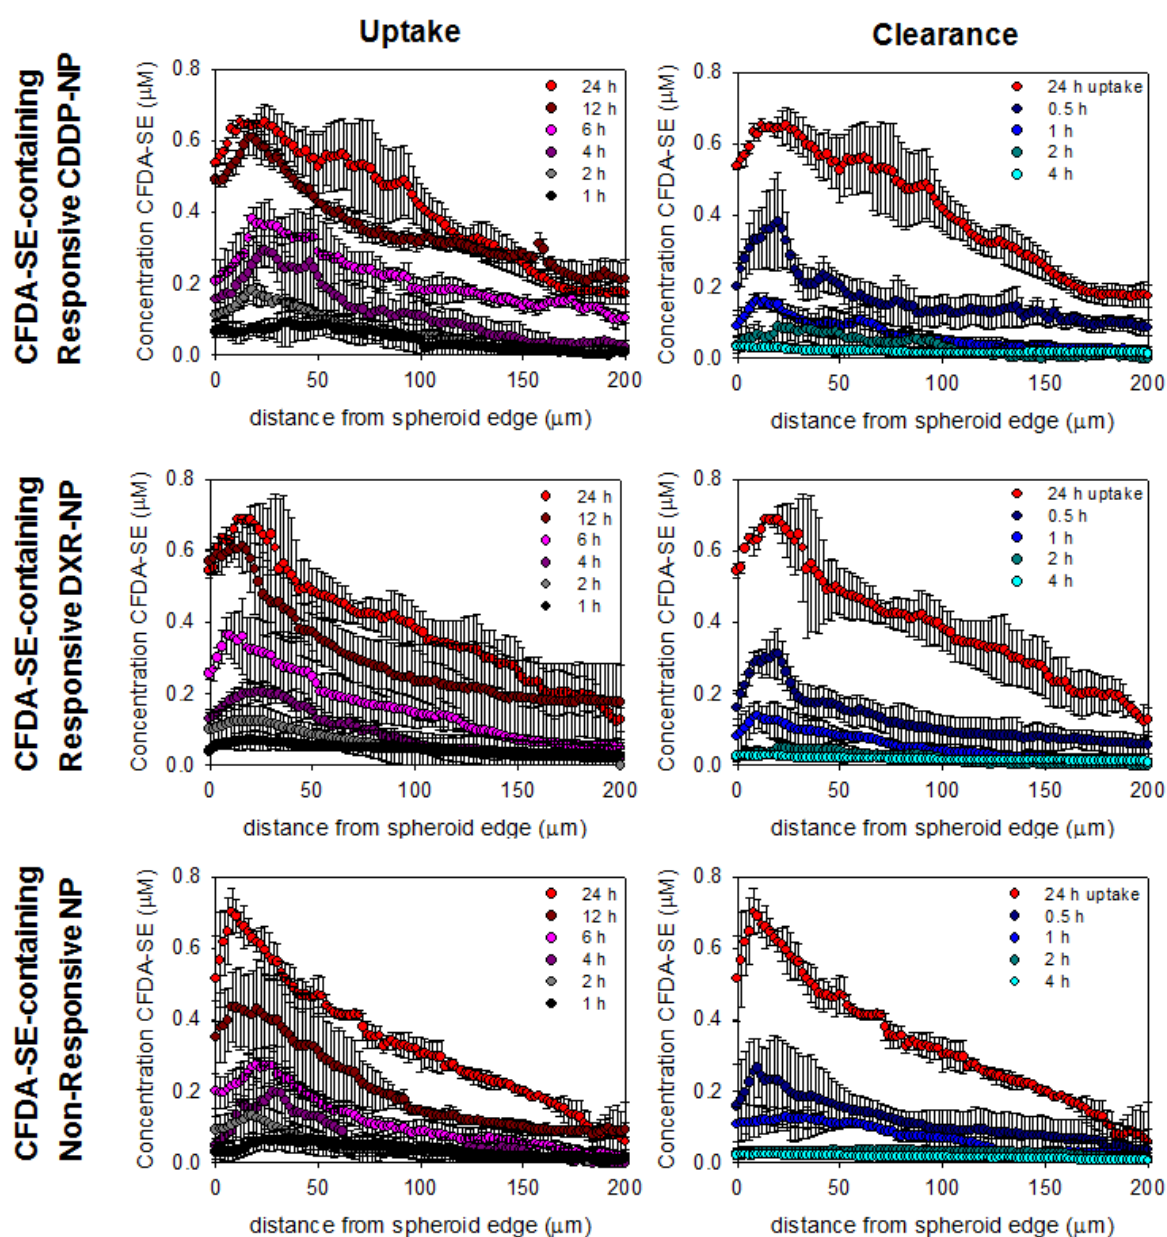 Uptake
Clearance
CFDA-SE-containing
Responsive CDDP-NP
Concentration CFDA-SE (μM)
0.8
0.6
0.4
0.2
0.0
24 h
12 h
6 h
4 h
2 h
1 h
0 50 100 150 200
distance from spheroid edge (μm)
Concentration CFDA-SE (μM)
0.8
0.6
0.4
0.2
0.0
24 h uptake
0.5 h
1 h
2 h
4 h
0 50 100 150 200
distance from spheroid edge (μm)
CFDA-SE-containing
Responsive DXR-NP
Concentration CFDA-SE (μM)
0.8
0.6
0.4
0.2
0.0
24 h
12 h
6 h
4 h
2 h
1 h
0 50 100 150 200
distance from spheroid edge (μm)
Concentration CFDA-SE (μM)
0.8
0.6
0.4
0.2
0.0
24 h uptake
0.5 h
1 h
2 h
4 h
0 50 100 150 200
distance from spheroid edge (μm)
CFDA-SE-containing
Non-Responsive NP
Concentration CFDA-SE (μM)
0.8
0.6
0.4
0.2
0.0
24 h
12 h
6 h
4 h
2 h
1 h
0 50 100 150 200
distance from spheroid edge (μm)
Concentration CFDA-SE (μM)
0.8
0.6
0.4
0.2
0.0
24 h uptake
0.5 h
1 h
2 h
4 h
0 50 100 150 200
distance from spheroid edge (μm)